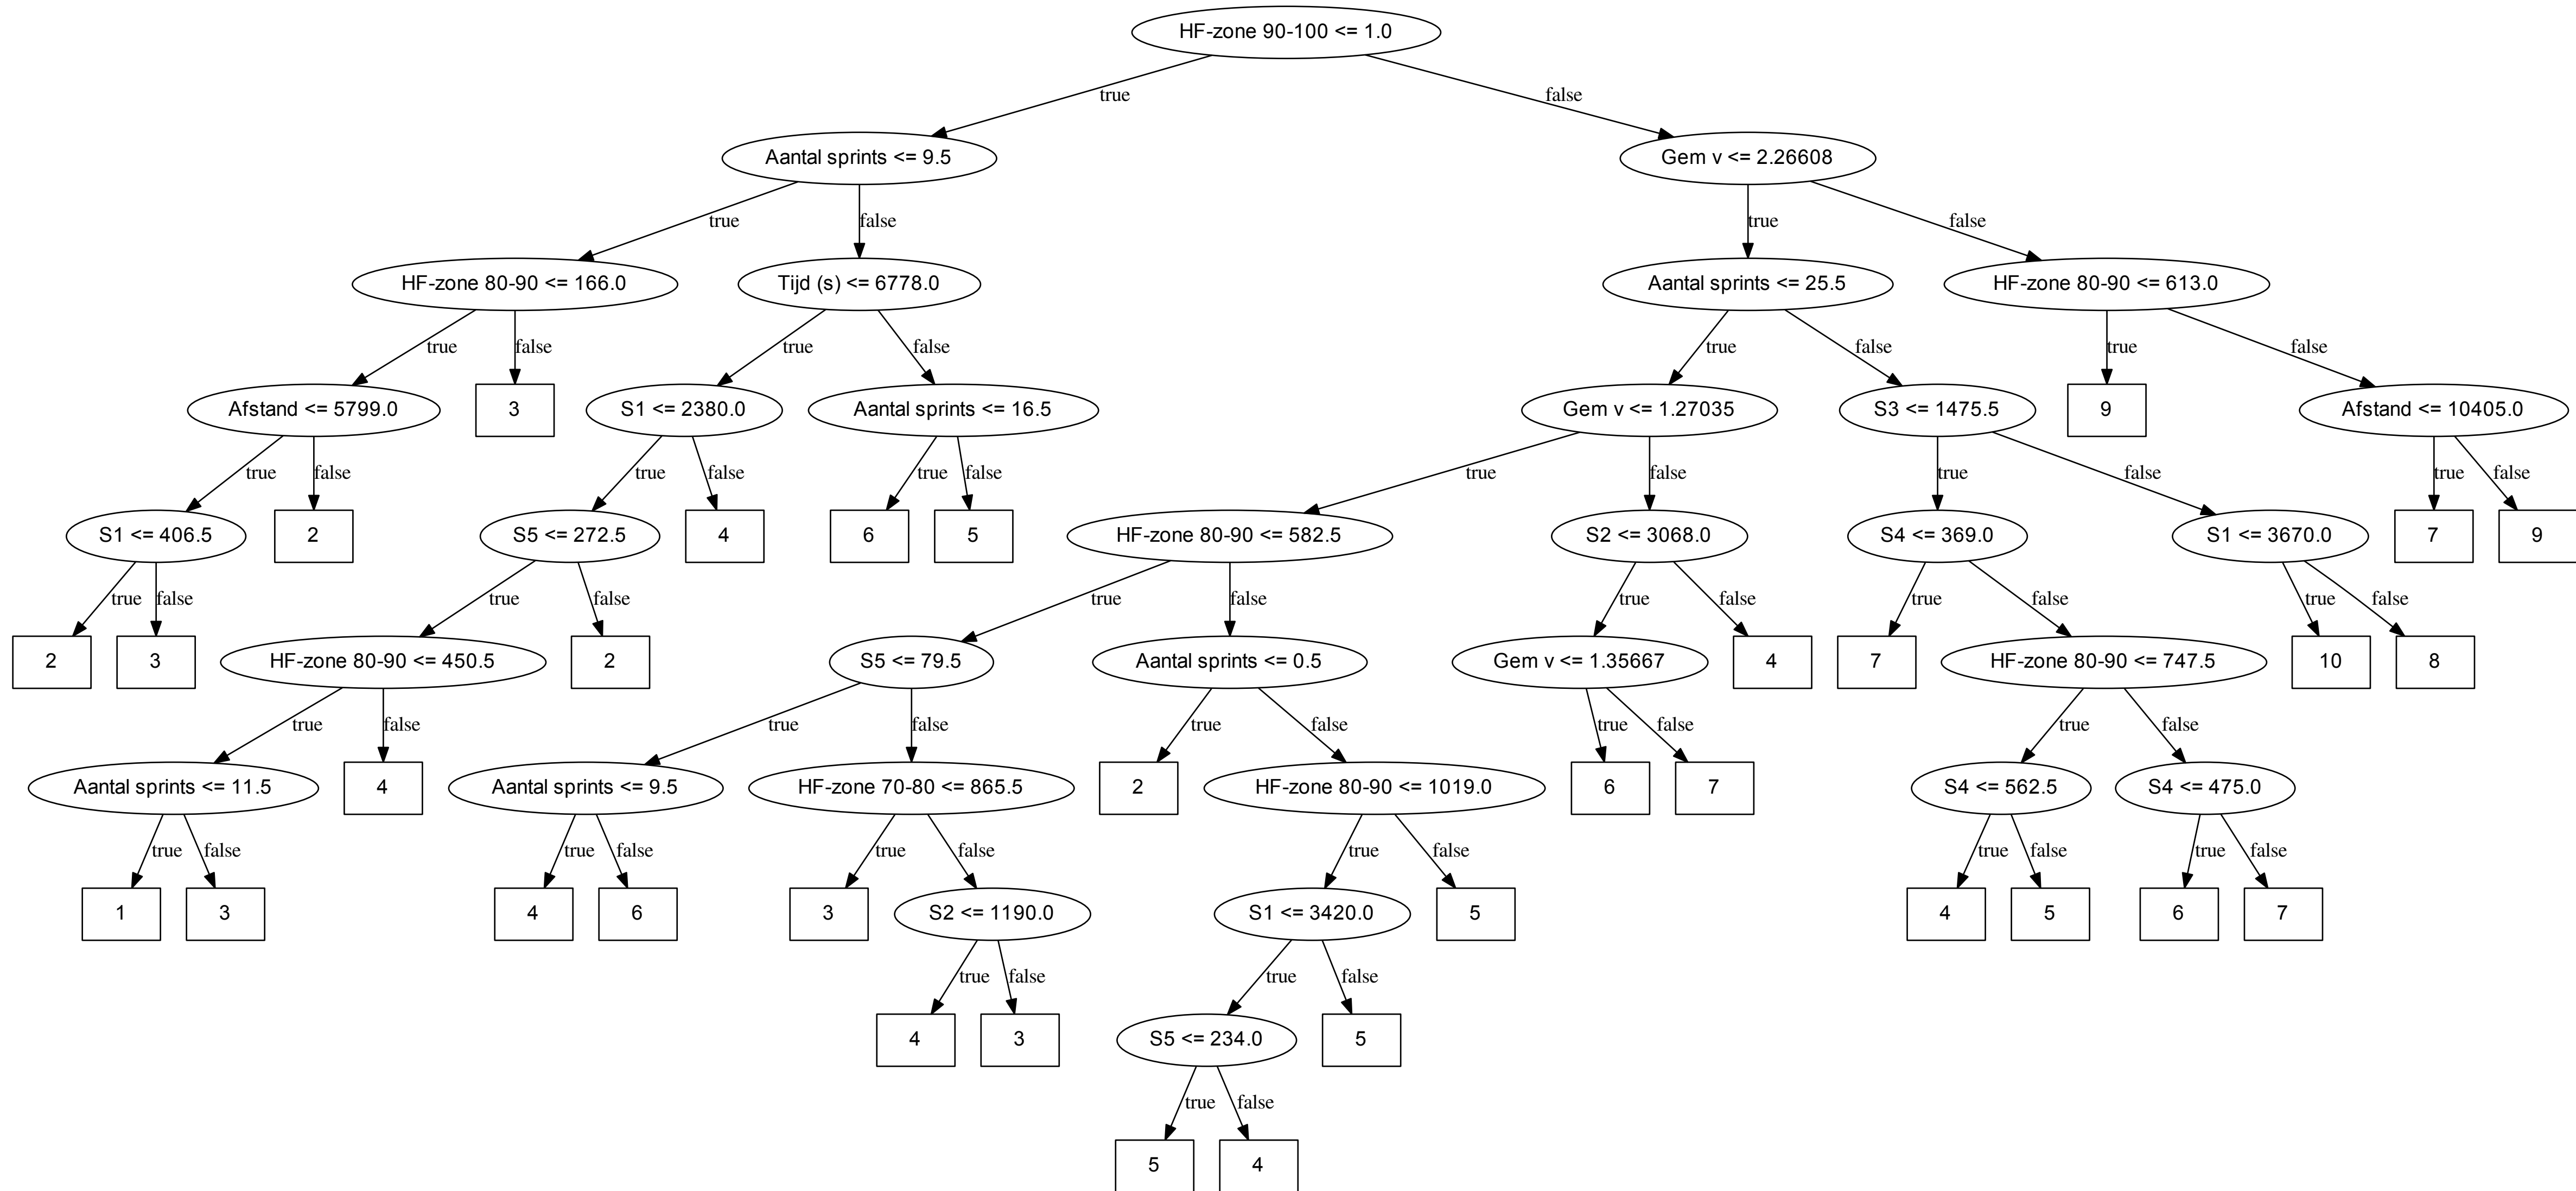 HF-zone 90-100 <= 1.0
true
false
Aantal sprints <= 9.5
Gem v <= 2.26608
true
false
true
false
HF-zone 80-90 <= 166.0
Tijd (s) <= 6778.0
Aantal sprints <= 25.5
HF-zone 80-90 <= 613.0
true
false
true
false
true
false
true
false
Afstand <= 5799.0
3
S1 <= 2380.0
Aantal sprints <= 16.5
Gem v <= 1.27035
S3 <= 1475.5
9
Afstand <= 10405.0
true
false
true
false
true
false
true
false
true
false
true
false
S1 <= 406.5
2
S5 <= 272.5
4
6
5
HF-zone 80-90 <= 582.5
S2 <= 3068.0
S4 <= 369.0
S1 <= 3670.0
7
9
true
false
true
false
true
false
true
false
true
false
true
false
2
3
HF-zone 80-90 <= 450.5
2
S5 <= 79.5
Aantal sprints <= 0.5
Gem v <= 1.35667
4
7
HF-zone 80-90 <= 747.5
10
8
true
false
true
false
true
false
true
false
true
false
Aantal sprints <= 11.5
4
Aantal sprints <= 9.5
HF-zone 70-80 <= 865.5
2
HF-zone 80-90 <= 1019.0
6
7
S4 <= 562.5
S4 <= 475.0
true
false
true
false
true
false
true
false
true
false
true
false
1
3
4
6
3
S2 <= 1190.0
S1 <= 3420.0
5
4
5
6
7
true
false
true
false
4
3
S5 <= 234.0
5
true
false
5
4